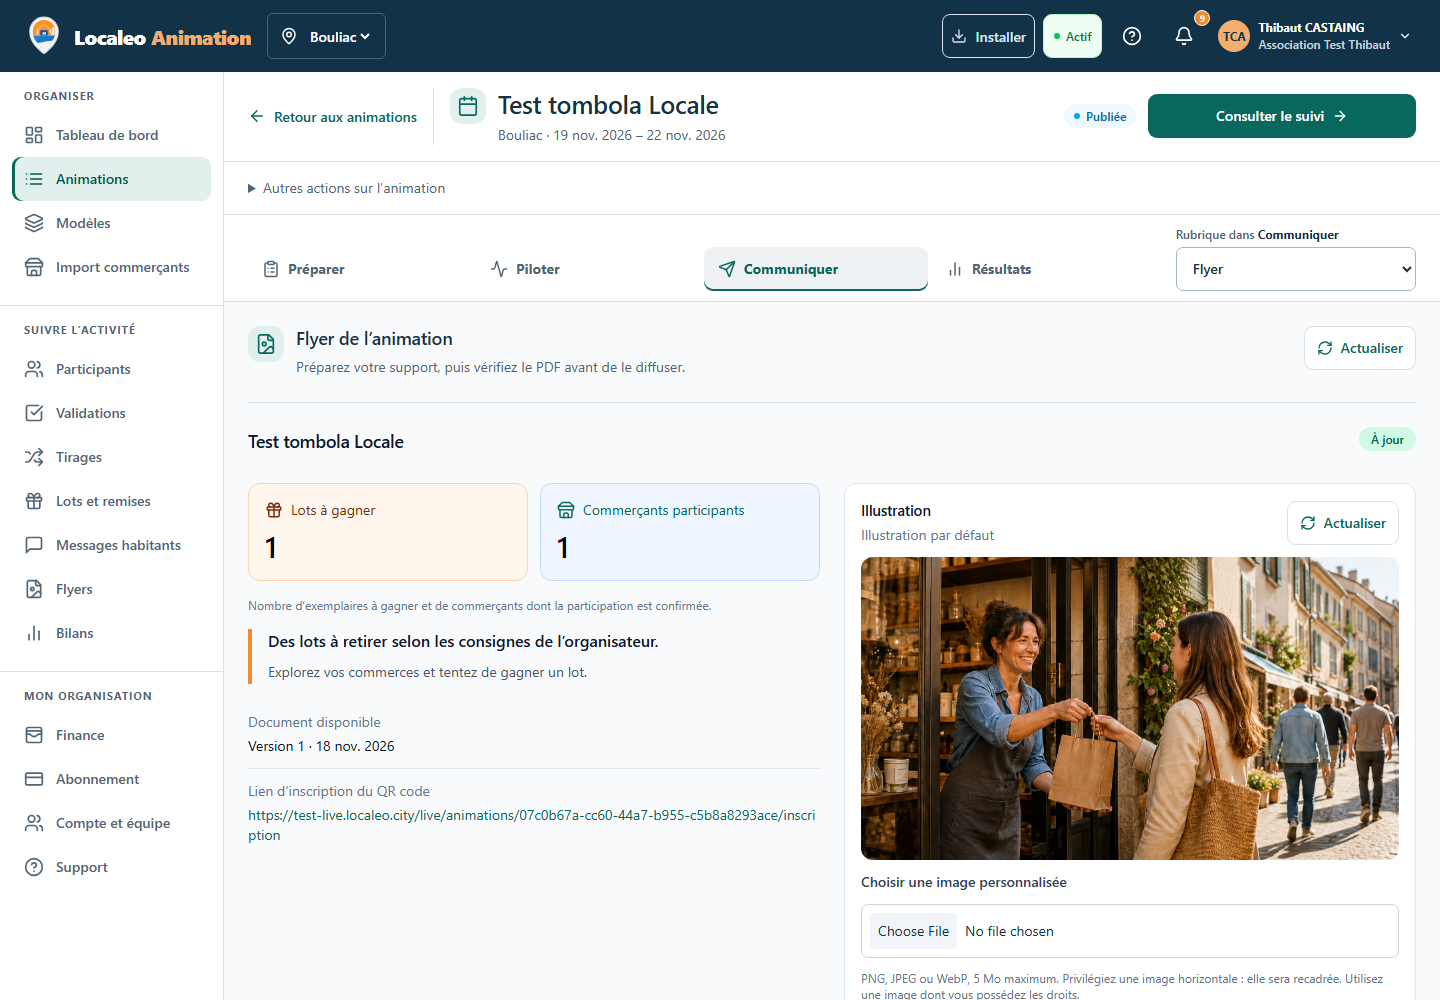 Localeo Animation
Bouliac
Installer
Actif
9
TCA
Thibaut CASTAING
Association Test Thibaut
ORGANISER
Tableau de bord
Animations
Modèles
Import commerçants
SUIVRE L'ACTIVITÉ
Participants
Validations
Tirages
Lots et remises
Messages habitants
Flyers
Bilans
MON ORGANISATION
Finance
Abonnement
Compte et équipe
Support
Retour aux animations
Test tombola Locale
Bouliac · 19 nov. 2026 – 22 nov. 2026
Publiée
Consulter le suivi
Autres actions sur l'animation
Préparer
Piloter
Communiquer
Résultats
Rubrique dans Communiquer
Flyer
Flyer de l'animation
Préparez votre support, puis vérifiez le PDF avant de le diffuser.
Actualiser
Test tombola Locale
À jour
Lots à gagner
1
Commerçants participants
1
Nombre d'exemplaires à gagner et de commerçants dont la participation est confirmée.
Des lots à retirer selon les consignes de l'organisateur.
Explorez vos commerces et tentez de gagner un lot.
Document disponible
Version 1 · 18 nov. 2026
Lien d'inscription du QR code
https://test-live.localeo.city/live/animations/07c0b67a-cc60-44a7-b955-c5b8a8293ace/inscri
ption
Illustration
Illustration par défaut
Actualiser
Choisir une image personnalisée
Choose File No file chosen
PNG, JPEG ou WebP, 5 Mo maximum. Privilégiez une image horizontale : elle sera recadrée. Utilisez
une image dont vous possédez les droits.